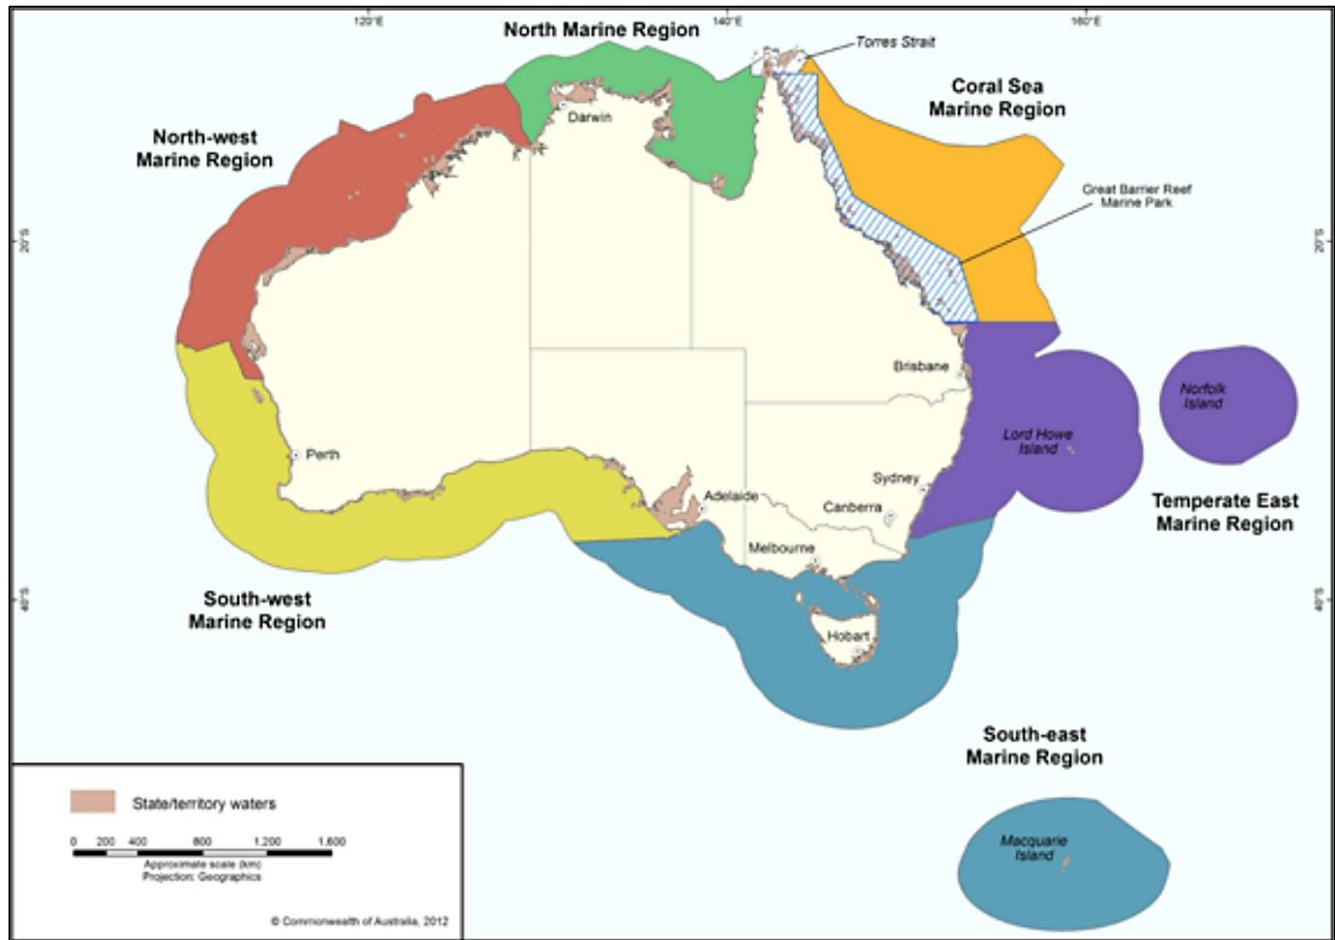 120°E
140°E
160°E
North Marine Region
Torres Strait
Coral Sea
Marine Region
Darwin
North-west
Marine Region
Great Barrier Reef
Marine Park
20°S
20°S
Brisbane
Norfolk
Island
Lord Howe
Island
Perth
Sydney
Adelaide
Canberra
Temperate East
Marine Region
Melbourne
40°S
40°S
South-west
Marine Region
Hobart
South-east
Marine Region
Macquarie
Island
State/territory waters
0 200 400 800 1,200 1,600
Approximate scale (km)
Projection: Geographics
© Commonwealth of Australia, 2012